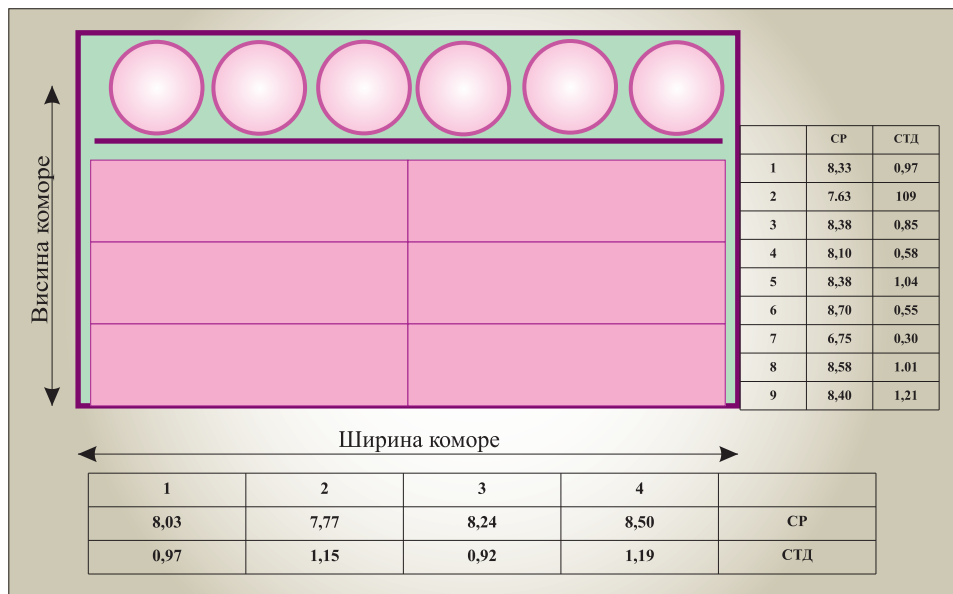 Висина коморе
СР СТД
1 8,33 0,97
2 7.63 109
3 8,38 0,85
4 8,10 0,58
5 8,38 1,04
6 8,70 0,55
7 6,75 0,30
8 8,58 1.01
9 8,40 1,21
Ширина коморе
1 2 3 4
8,03 7,77 8,24 8,50 СР
0,97 1,15 0,92 1,19 СТД